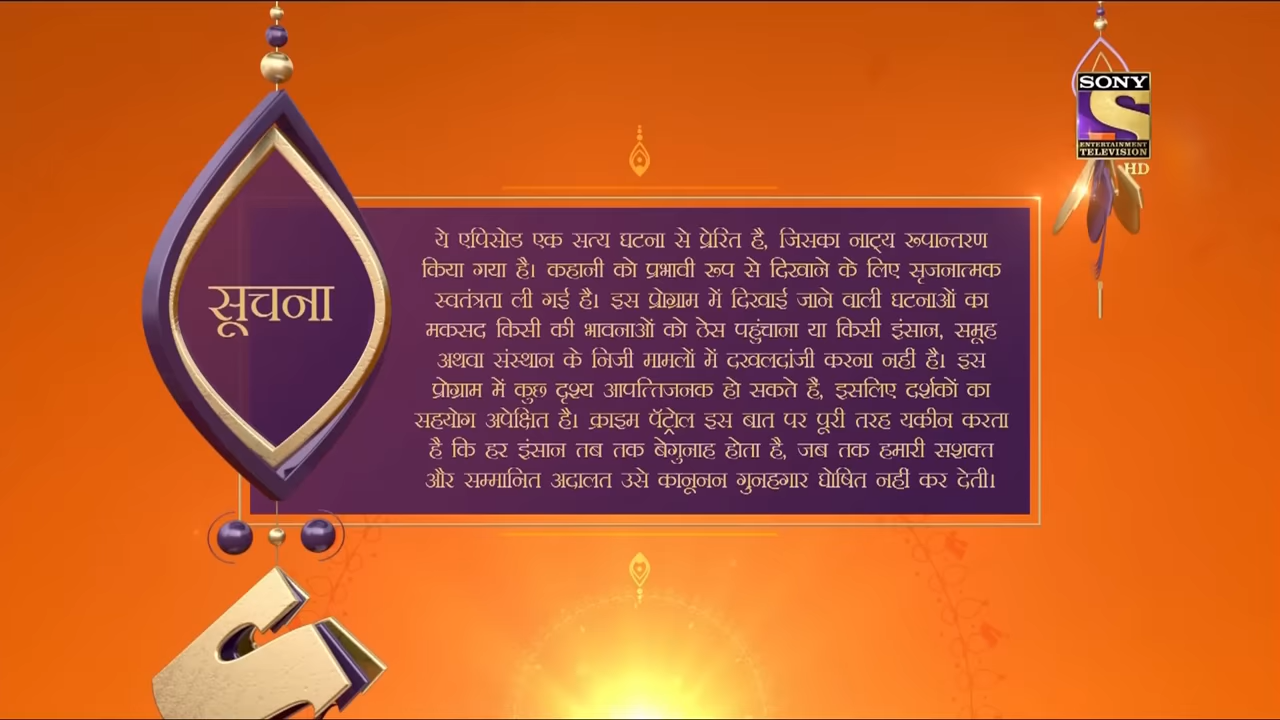 SONY
ENTERTAINMENT
TELEVISION
HD
सूचना
ये एपिसोड एक सत्य घटना से प्रेरित है, जिसका नाट्य रूपान्तरण
किया गया है। कहानी को प्रभावी रूप से दिखाने के लिए सृजनात्मक
स्वतंत्रता ली गई है। इस प्रोग्राम में दिखाई जाने वाली घटनाओं का
मकसद किसी की भावनाओं को ठेस पहुंचाना या किसी इंसान, समूह
अथवा संस्थान के निजी मामलों में दखलदांजी करना नहीं है। इस
प्रोग्राम में कुछ दृश्य आपत्तिजनक हो सकते हैं, इसलिए दर्शकों का
सहयोग अपेक्षित है। क्राइम पॅट्रोल इस बात पर पूरी तरह यकीन करता
है कि हर इंसान तब तक बेगुनाह होता है, जब तक हमारी सशक्त
और सम्मानित अदालत उसे कानूनन गुनहगार घोषित नहीं कर देती।